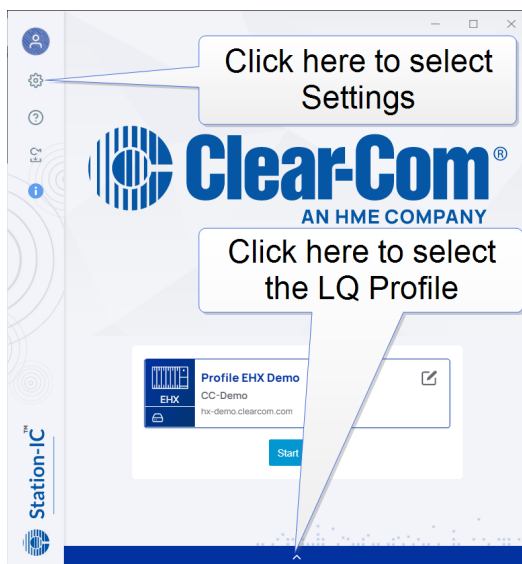 Click here to select
Settings
Clear-Com®
AN HME COMPANY
Click here to select
the LQ Profile
EHX
Profile EHX Demo
CC-Demo
hx-demo.clearcom.com
Start
Station-IC™